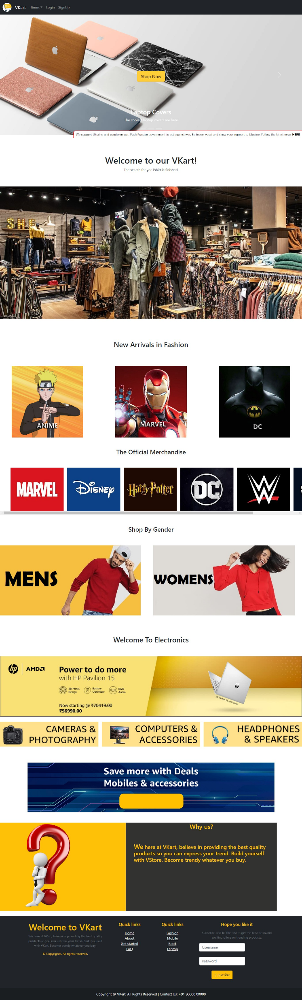 VKart Items Login SignUp
Shop Now
Laptop Covers
The coolest laptop covers are here
We support Ukraine and condemn war. Push Russian government to act against war. Be brave, vocal and show your support to Ukraine. Follow the latest news HERE
Welcome to our VKart!
The search for yor Tshirt is finished.
SHE
TOMMY
JEANS
New Arrivals in Fashion
ANIME
MARVEL
DC
The Official Merchandise
MARVEL
Disney
Harry Potter
DC
W
Shop By Gender
MENS
WOMENS
Welcome To Electronics
hp AMD
Power to do more
with HP Pavilion 15
3D Metal
Design
Battery
Optimizer
B&O
Audio
Now starting @ ₹70419.00
₹56990.00
CAMERAS &
PHOTOGRAPHY
COMPUTERS &
ACCESSORIES
HEADPHONES
& SPEAKERS
Save more with Deals
Mobiles & accessories
Why us?
We here at VKart, believe in providing the best quality
products so you can express your trend. Build yourself
with VStore. Become trendy whatever you buy.
Welcome to VKart
We here at VKart, believe in providing the best quality
products so you can express your trend. Build yourself
with VKart. Become trendy whatever you buy.
© Copyrights. All rights reserved.
Quick links
Home
About
Get started
FAQ
Quick links
Fashion
Mobile
Book
Laptop
Hope you like it
Subscribe and be the first to get the best deals and
exciting offers on trending products.
Username
Password
Subscribe
Copyright @ VKart. All Rights Reserved | Contact Us: +91 90000 00000